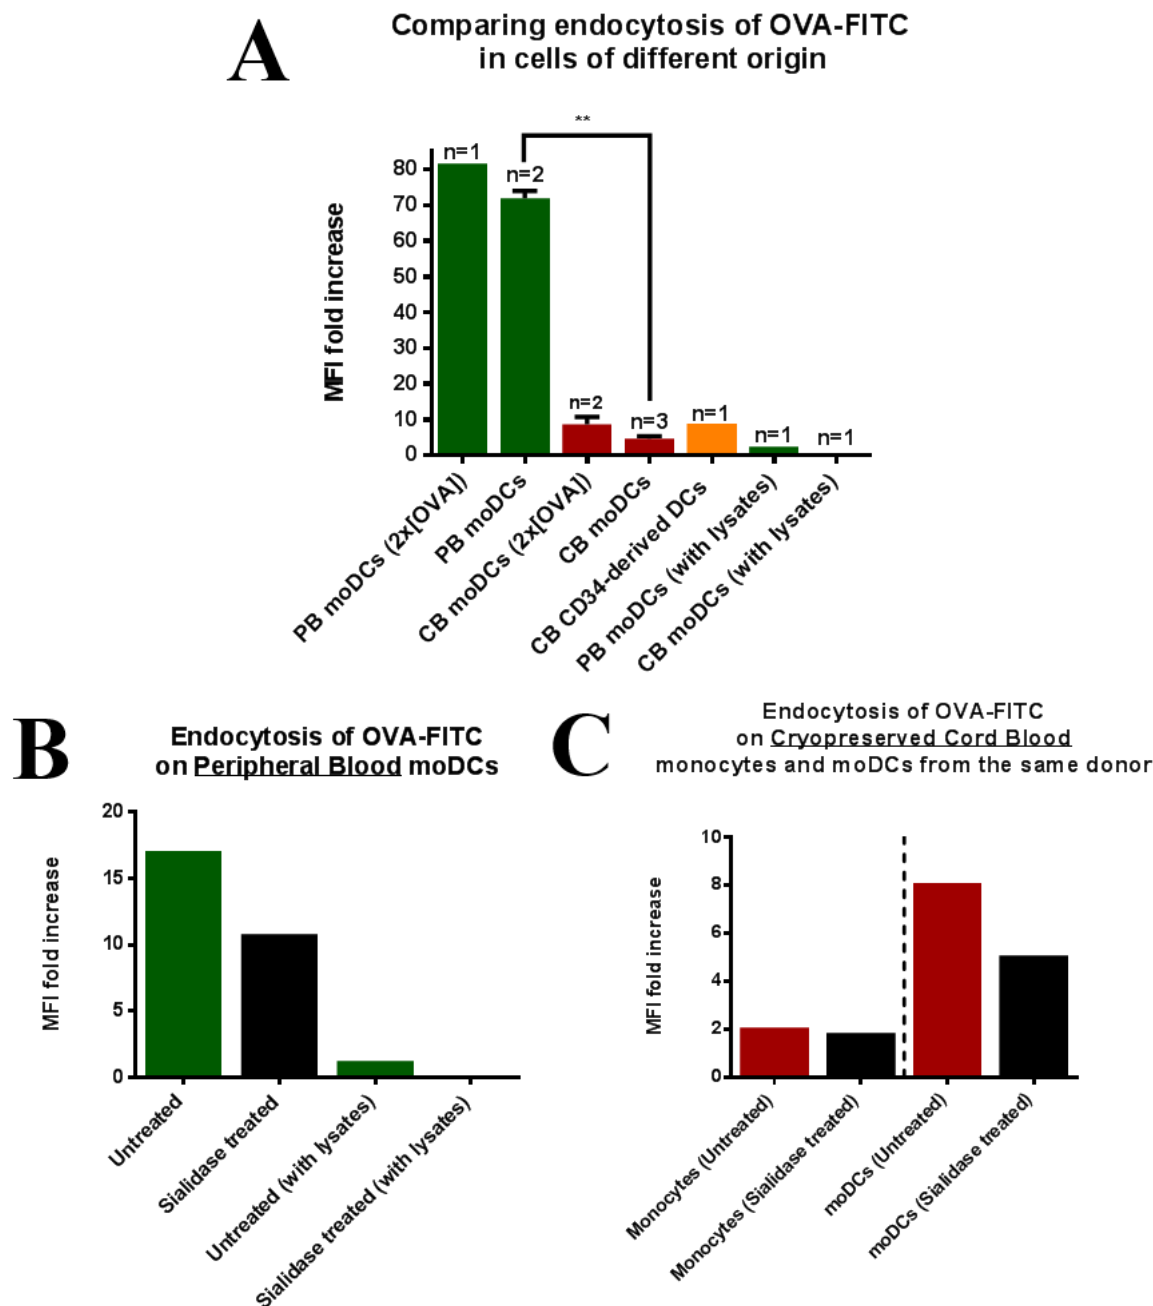 A
Comparing endocytosis of OVA-FITC
in cells of different origin
**
n=1
n=2
n=2
n=3
n=1
n=1
n=1
MFI fold increase
80
70
60
50
40
30
20
10
0
PB moDCs (2x[OVA])
PB moDCs
CB moDCs (2x[OVA])
CB moDCs
CB CD34-derived DCs
PB moDCs (with lysates)
CB moDCs (with lysates)
B
Endocytosis of OVA-FITC
on Peripheral Blood moDCs
MFI fold increase
20
15
10
5
0
Untreated
Sialidase treated
Untreated (with lysates)
Sialidase treated (with lysates)
C
Endocytosis of OVA-FITC
on Cryopreserved Cord Blood
monocytes and moDCs from the same donor
MFI fold increase
10
8
6
4
2
0
Monocytes (Untreated)
Monocytes (Sialidase treated)
moDCs (Untreated)
moDCs (Sialidase treated)